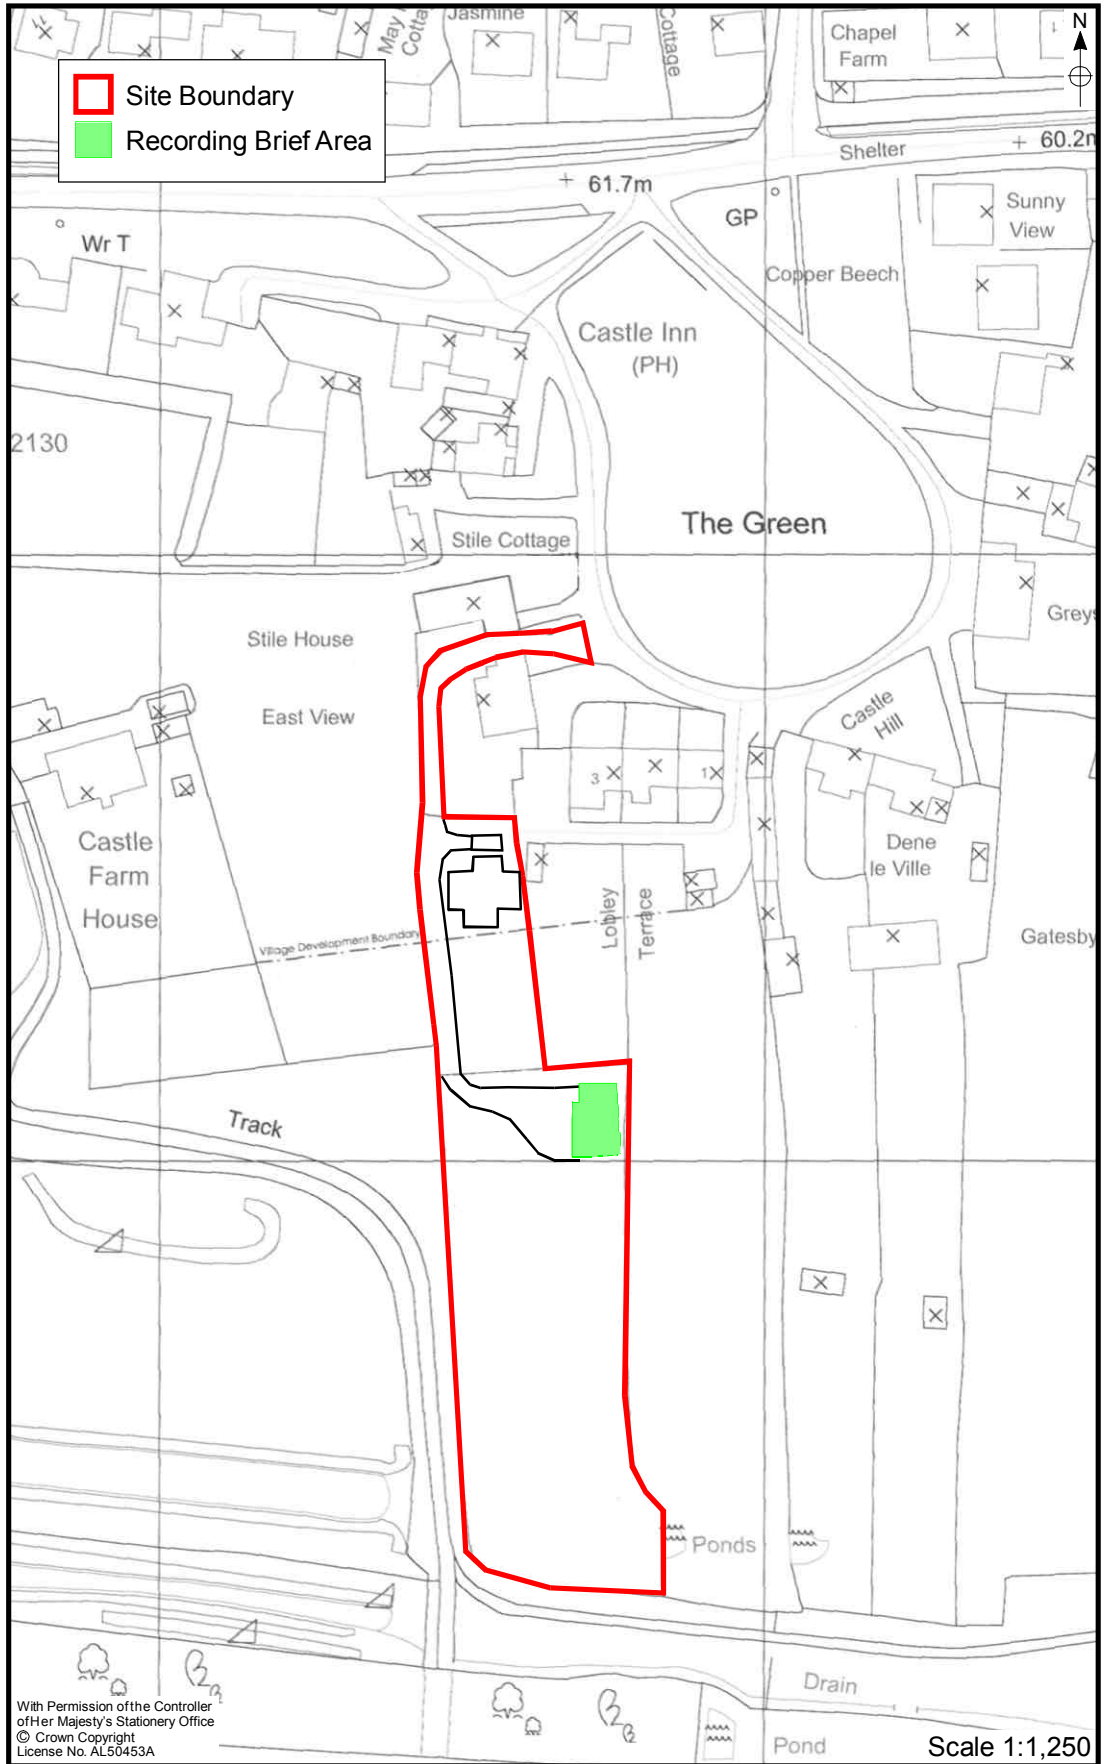 May
Cotta
Jasmine
Cottage
Chapel
Farm
N
Site Boundary
Recording Brief Area
Shelter
60.2m
61.7m
GP
Sunny
View
Wr T
Copper Beech
Castle Inn
(PH)
2130
The Green
Stile Cottage
Stile House
Greys
East View
Castle
Hill
3
1
Castle
Farm
House
Dene
le Ville
Lobley
Terrace
Village Development Boundary
Gatesby
Track
Ponds
Drain
Pond
With Permission of the Controller
of Her Majesty's Stationery Office
© Crown Copyright
License No. AL50453A
Scale 1:1,250